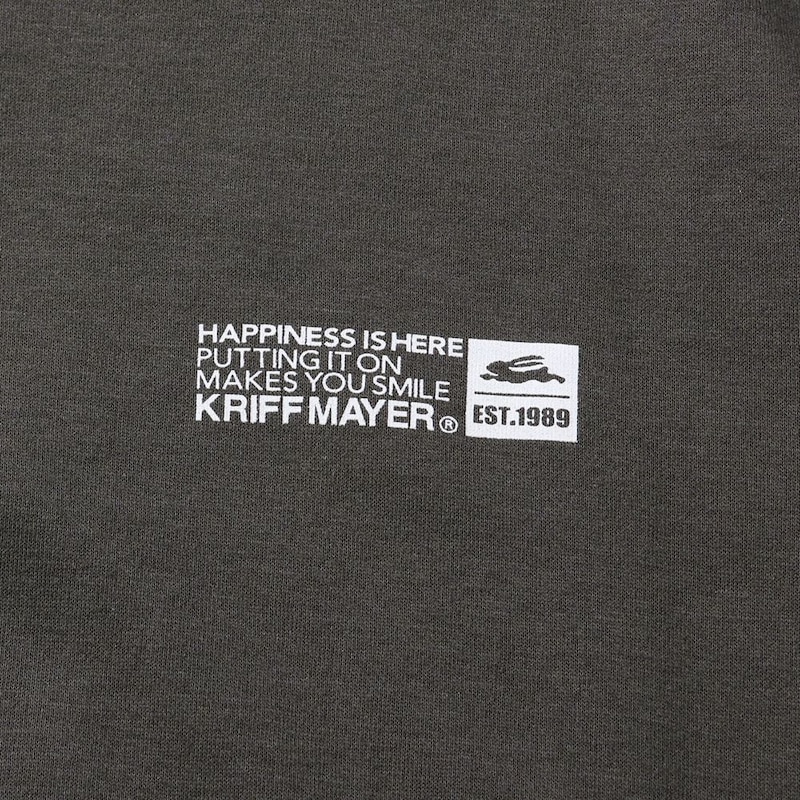 HAPPINESS IS HERE
PUTTING IT ON
MAKES YOU SMILE
KRIFF MAYER®
EST.1989